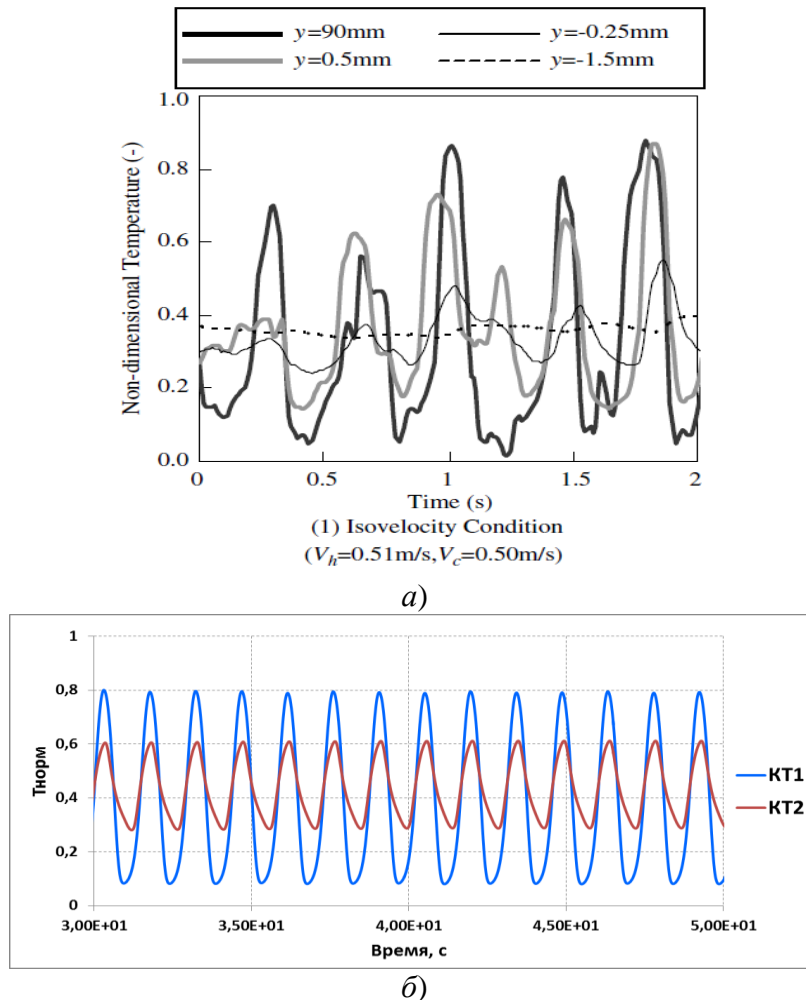 y=90mm y=-0.25mm
y=0.5mm y=-1.5mm
1.0
0.8
0.6
0.4
0.2
0.0
Non-dimensional Temperature (-)
0 0.5 1 1.5 2
Time (s)
(1) Isovelocity Condition
(Vh=0.51m/s,Vc=0.50m/s)
а)
1
0,8
0,6
0,4
0,2
0
Тнорм
КТ1
КТ2
3,00E+01 3,50E+01 4,00E+01 4,50E+01 5,00E+01
Время, с
б)